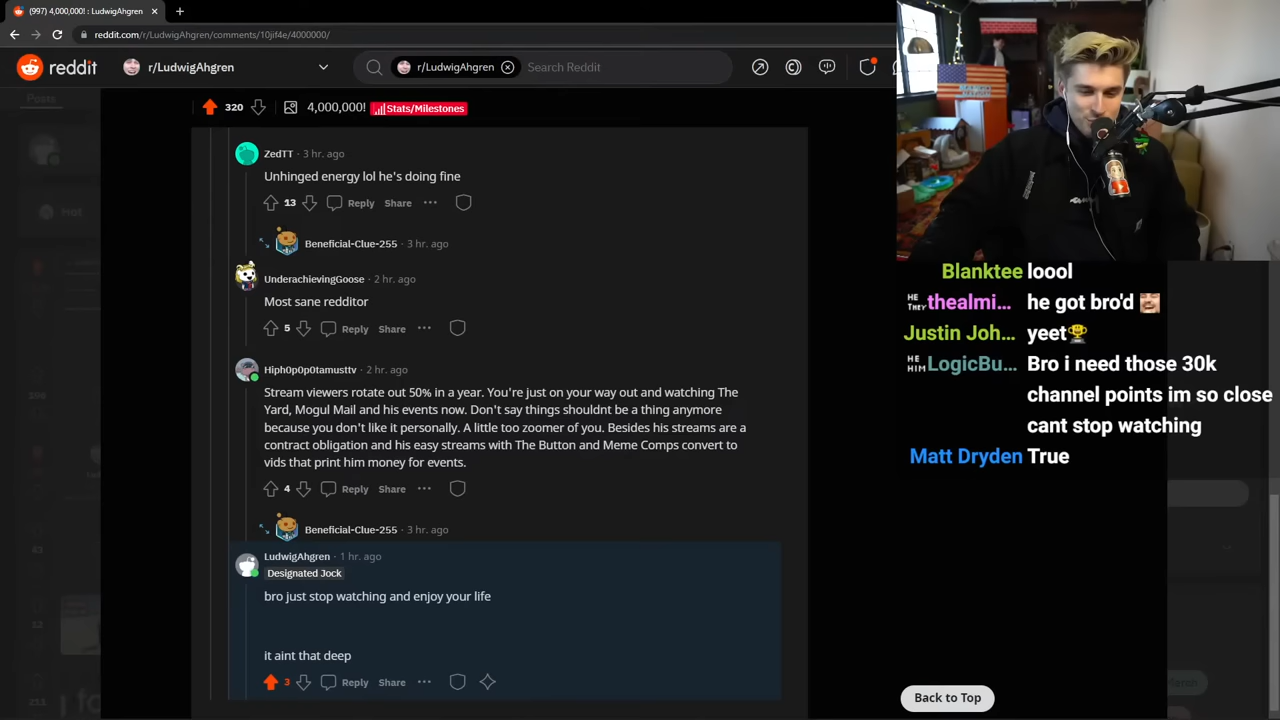 (997) 4,000,000! : LudwigAhgren
reddit.com/r/LudwigAhgren/comments/10jif4q/4000000/
reddit
r/LudwigAhgren
r/LudwigAhgren
Search Reddit
Posts
320
4,000,000!
Stats/Milestones
ZedTT · 3 hr. ago
Unhinged energy lol he's doing fine
13 Reply Share ···
Hot
Beneficial-Clue-255 · 3 hr. ago
UnderachievingGoose · 2 hr. ago
Most sane redditor
5 Reply Share ···
Hiph0p0p0tamusttv · 2 hr. ago
Stream viewers rotate out 50% in a year. You're just on your way out and watching The
Yard, Mogul Mail and his events now. Don't say things shouldnt be a thing anymore
because you don't like it personally. A little too zoomer of you. Besides his streams are a
contract obligation and his easy streams with The Button and Meme Comps convert to
vids that print him money for events.
4 Reply Share ···
Beneficial-Clue-255 · 3 hr. ago
LudwigAhgren · 1 hr. ago
Designated Jock
bro just stop watching and enjoy your life
it aint that deep
3 Reply Share ···
Blanktee loool
HE THEY thealmi... he got bro'd
Justin Joh... yeet
HE HIM LogicBu... Bro i need those 30k
channel points im so close
cant stop watching
Matt Dryden True
Back to Top